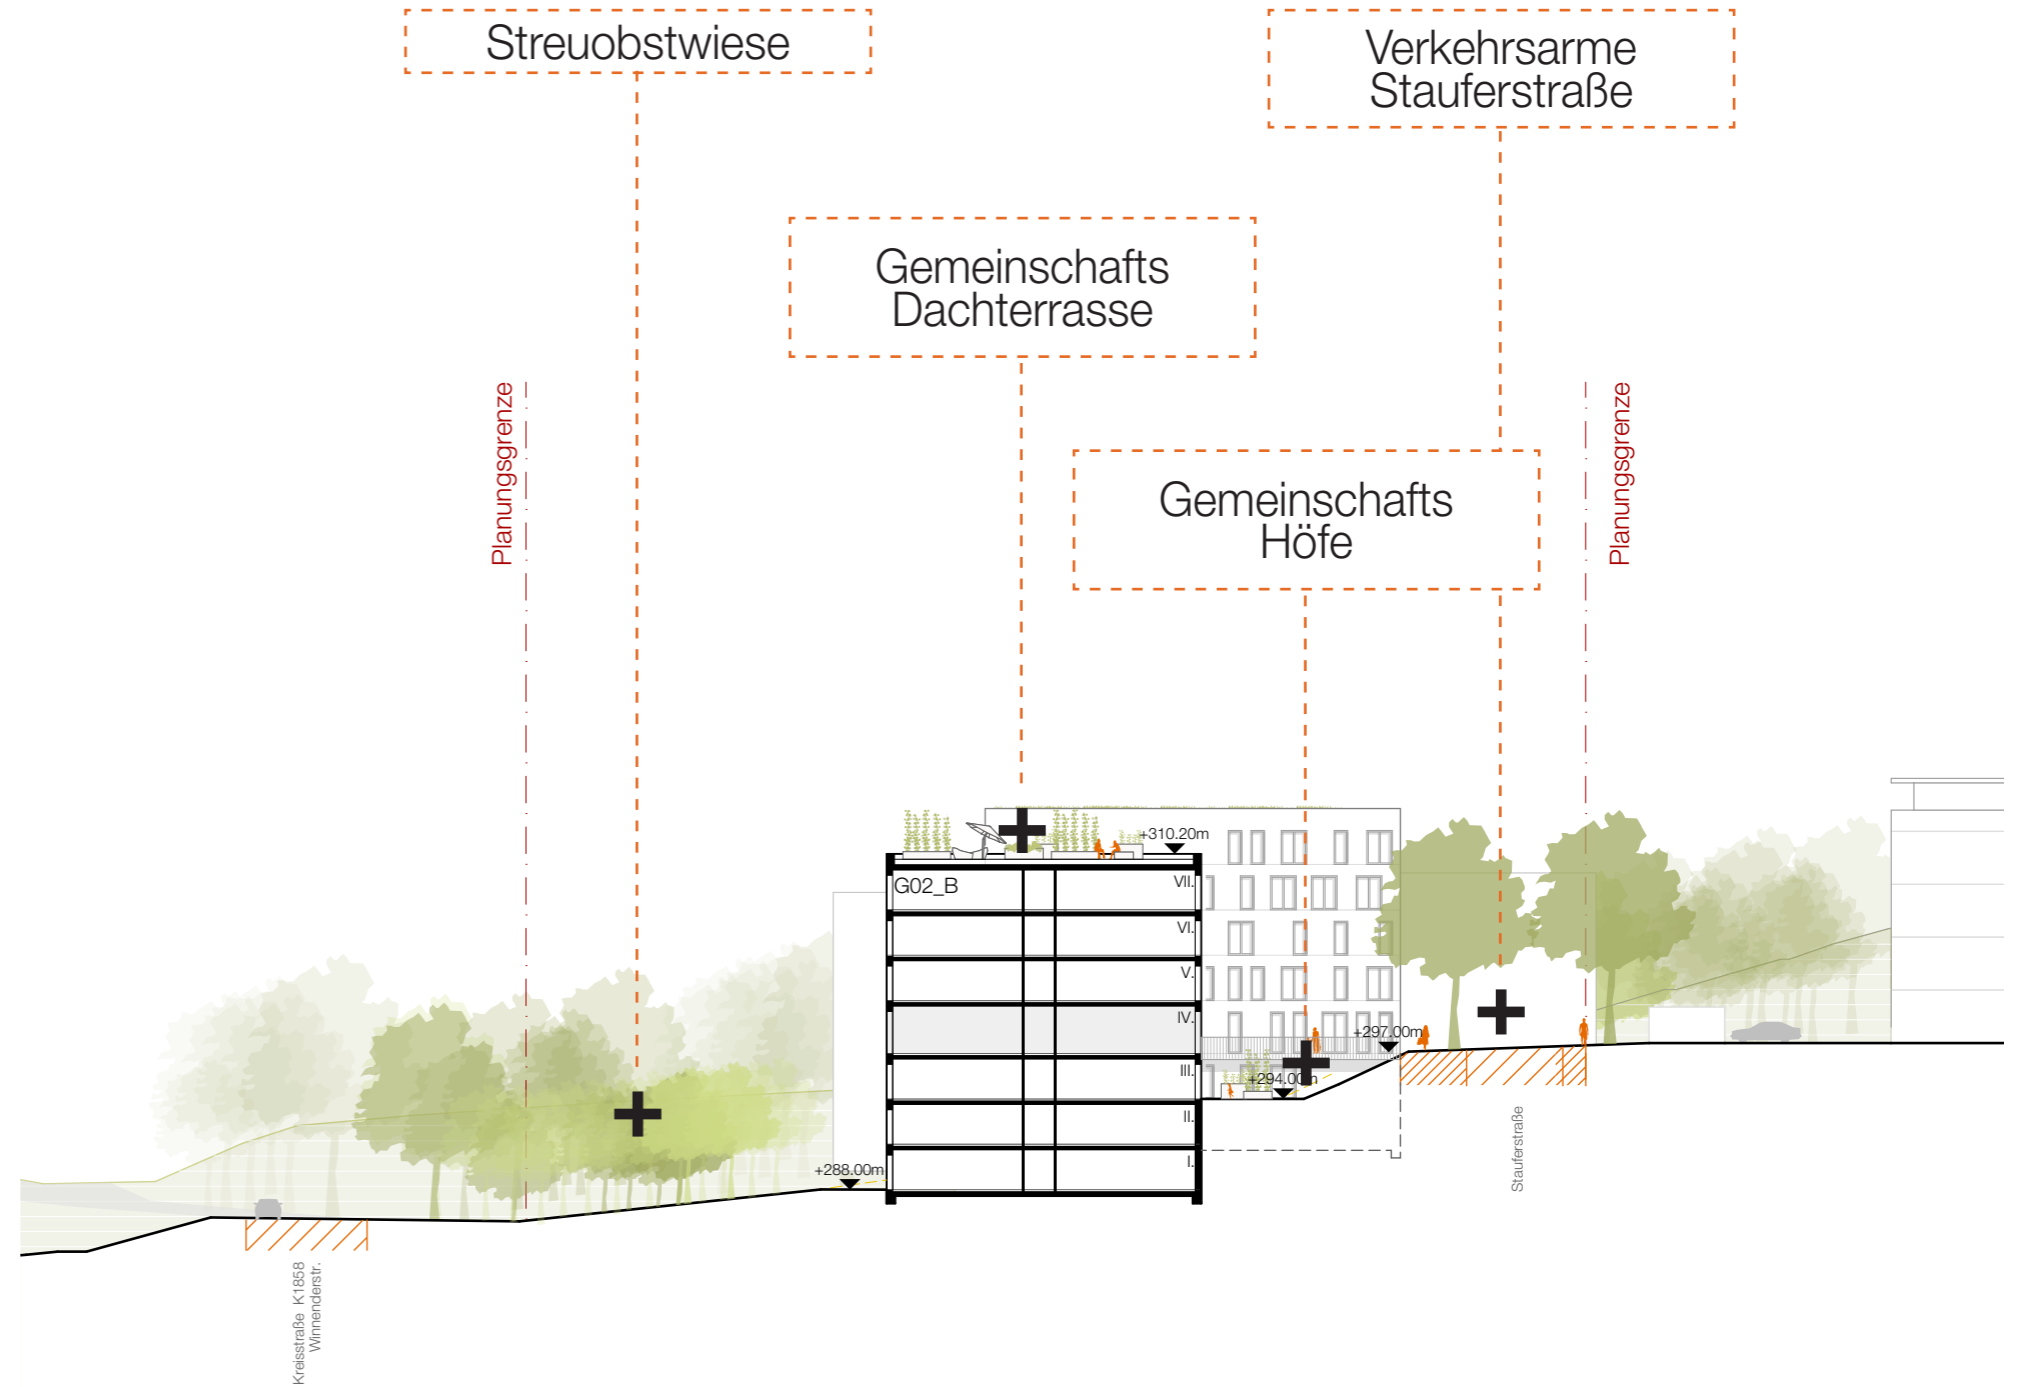 Streuobstwiese
Verkehrsarme
Stauferstraße
Gemeinschafts
Dachterrasse
Planungsgrenze
Planungsgrenze
Gemeinschafts
Höfe
+310.20m
G02_B
VII.
VI.
V.
IV.
III.
II.
I.
+297.00m
+294.00m
+288.00m
Stauferstraße
Kreisstraße K1858
Winnenderstr.